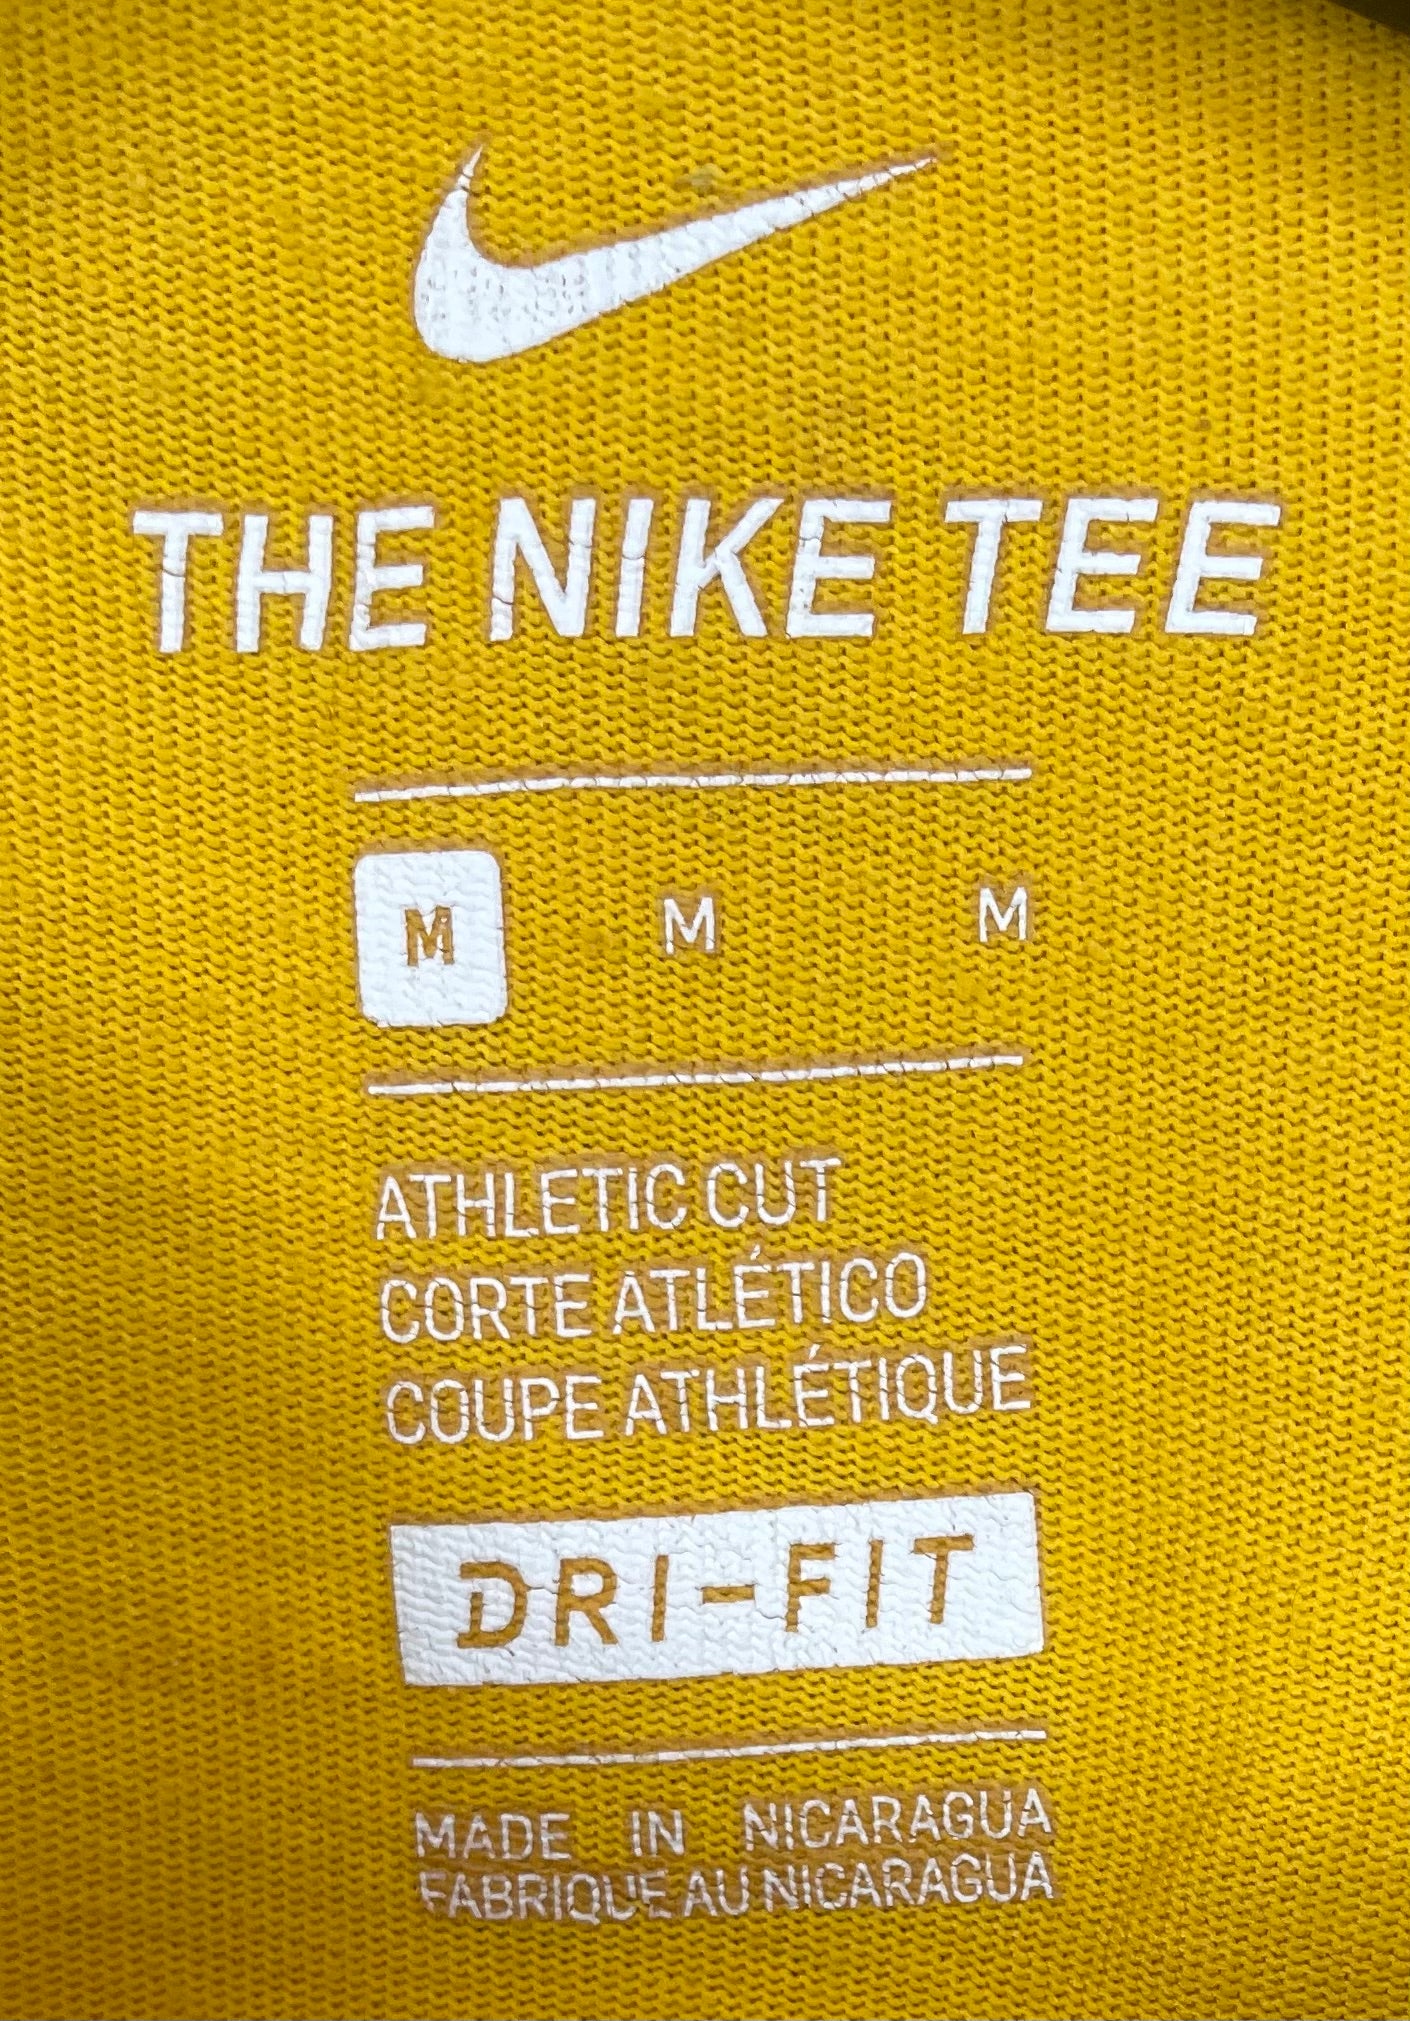 THE NIKE TEE
M M M
ATHLETIC CUT
CORTE ATLÉTICO
COUPE ATHLÉTIQUE
DRI-FIT
MADE IN NICARAGUA
FABRIQUE AU NICARAGUA